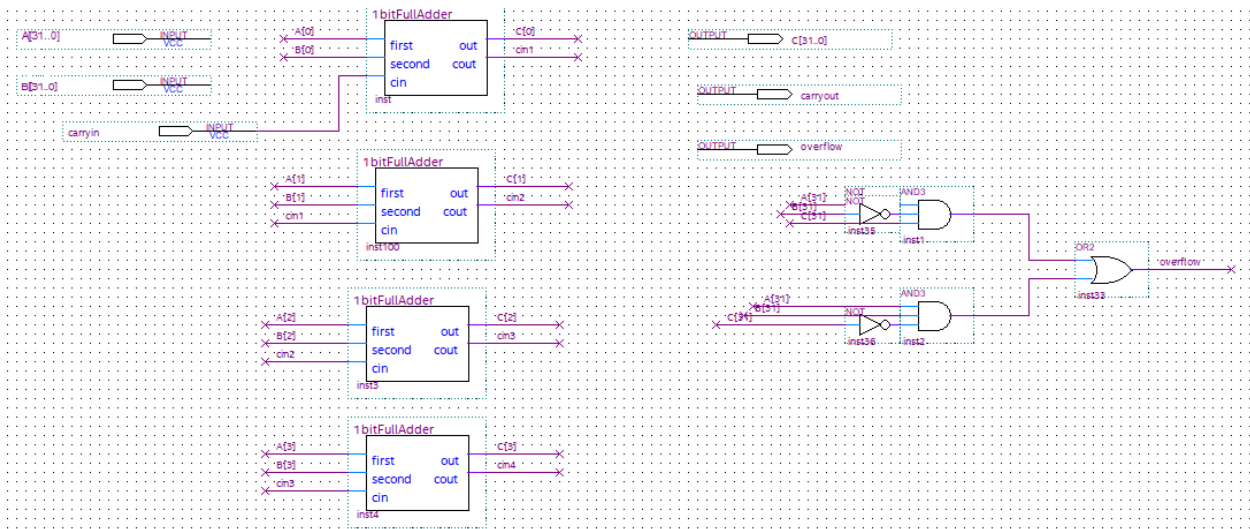 A[31..0]
INPUT
VCC
B[31..0]
INPUT
VCC
carryin
INPUT
VCC
1bitFullAdder
A[0]
B[0]
first
second
cin
out
cout
C[0]
cin1
inst
1bitFullAdder
A[1]
B[1]
cin1
first
second
cin
out
cout
C[1]
cin2
inst100
1bitFullAdder
A[2]
B[2]
cin2
first
second
cin
out
cout
C[2]
cin3
inst3
1bitFullAdder
A[3]
B[3]
cin3
first
second
cin
out
cout
C[3]
cin4
inst4
OUTPUT
C[31..0]
OUTPUT
carryout
OUTPUT
overflow
A[31]
B[31]
C[31]
NOT
NOT
inst35
AND3
inst1
A[31]
B[31]
C[31]
NOT
inst36
AND3
inst2
OR2
inst33
overflow